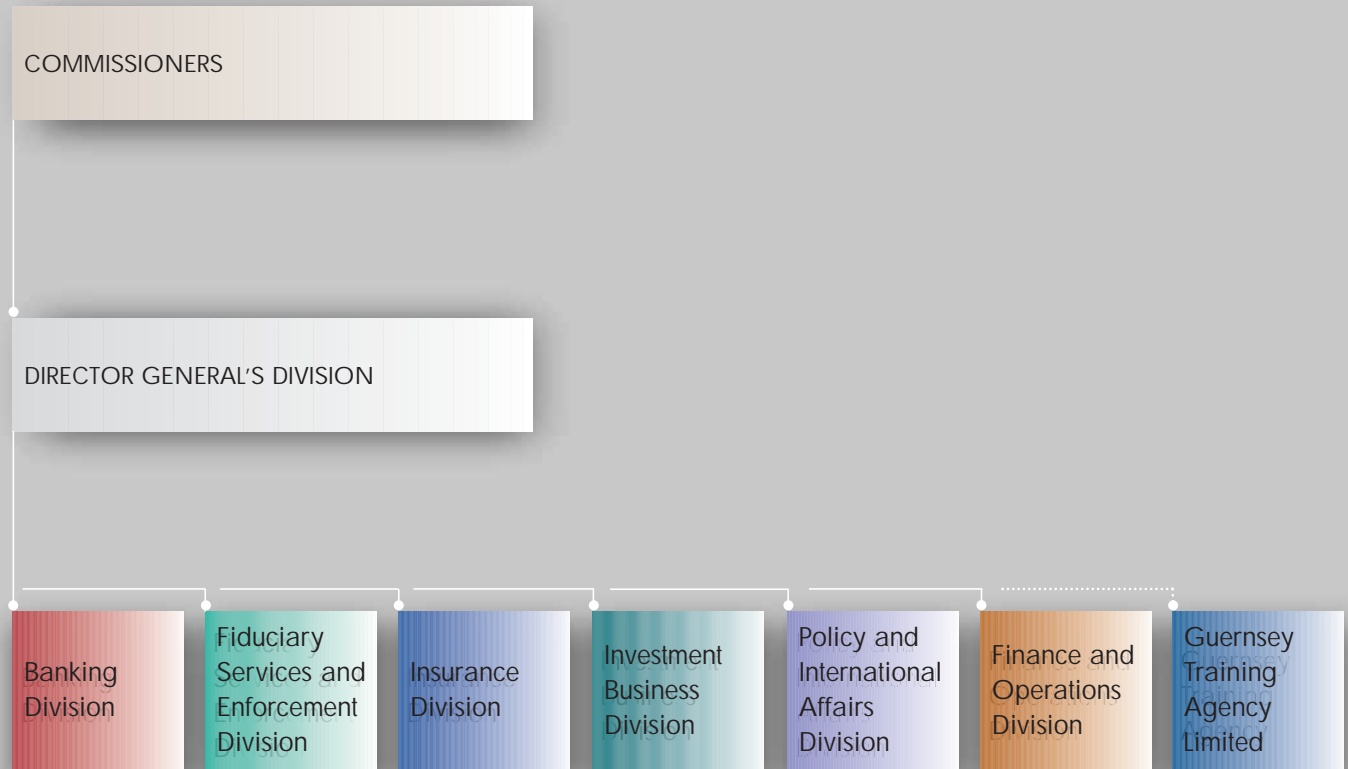 COMMISSIONERS
DIRECTOR GENERAL'S DIVISION
Banking
Division
Fiduciary
Services and
Enforcement
Division
Insurance
Division
Investment
Business
Division
Policy and
International
Affairs
Division
Finance and
Operations
Division
Guernsey
Training
Agency
Limited